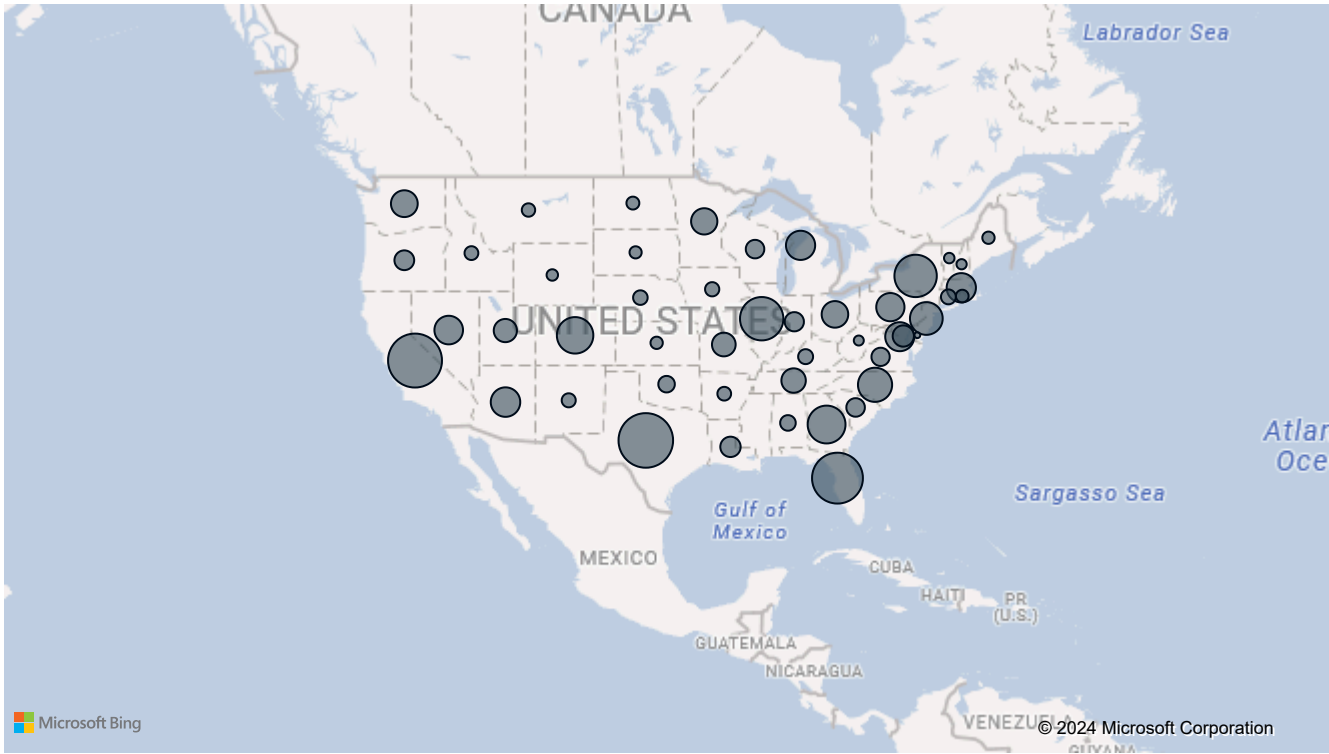 CANADA
Labrador Sea
UNITED STATES
Atlan
Oce
Sargasso Sea
Gulf of
Mexico
MEXICO
CUBA
HAITI
PR
(U.S.)
GUATEMALA
NICARAGUA
VENEZUELA
Microsoft Bing
© 2024 Microsoft Corporation
GUYANA